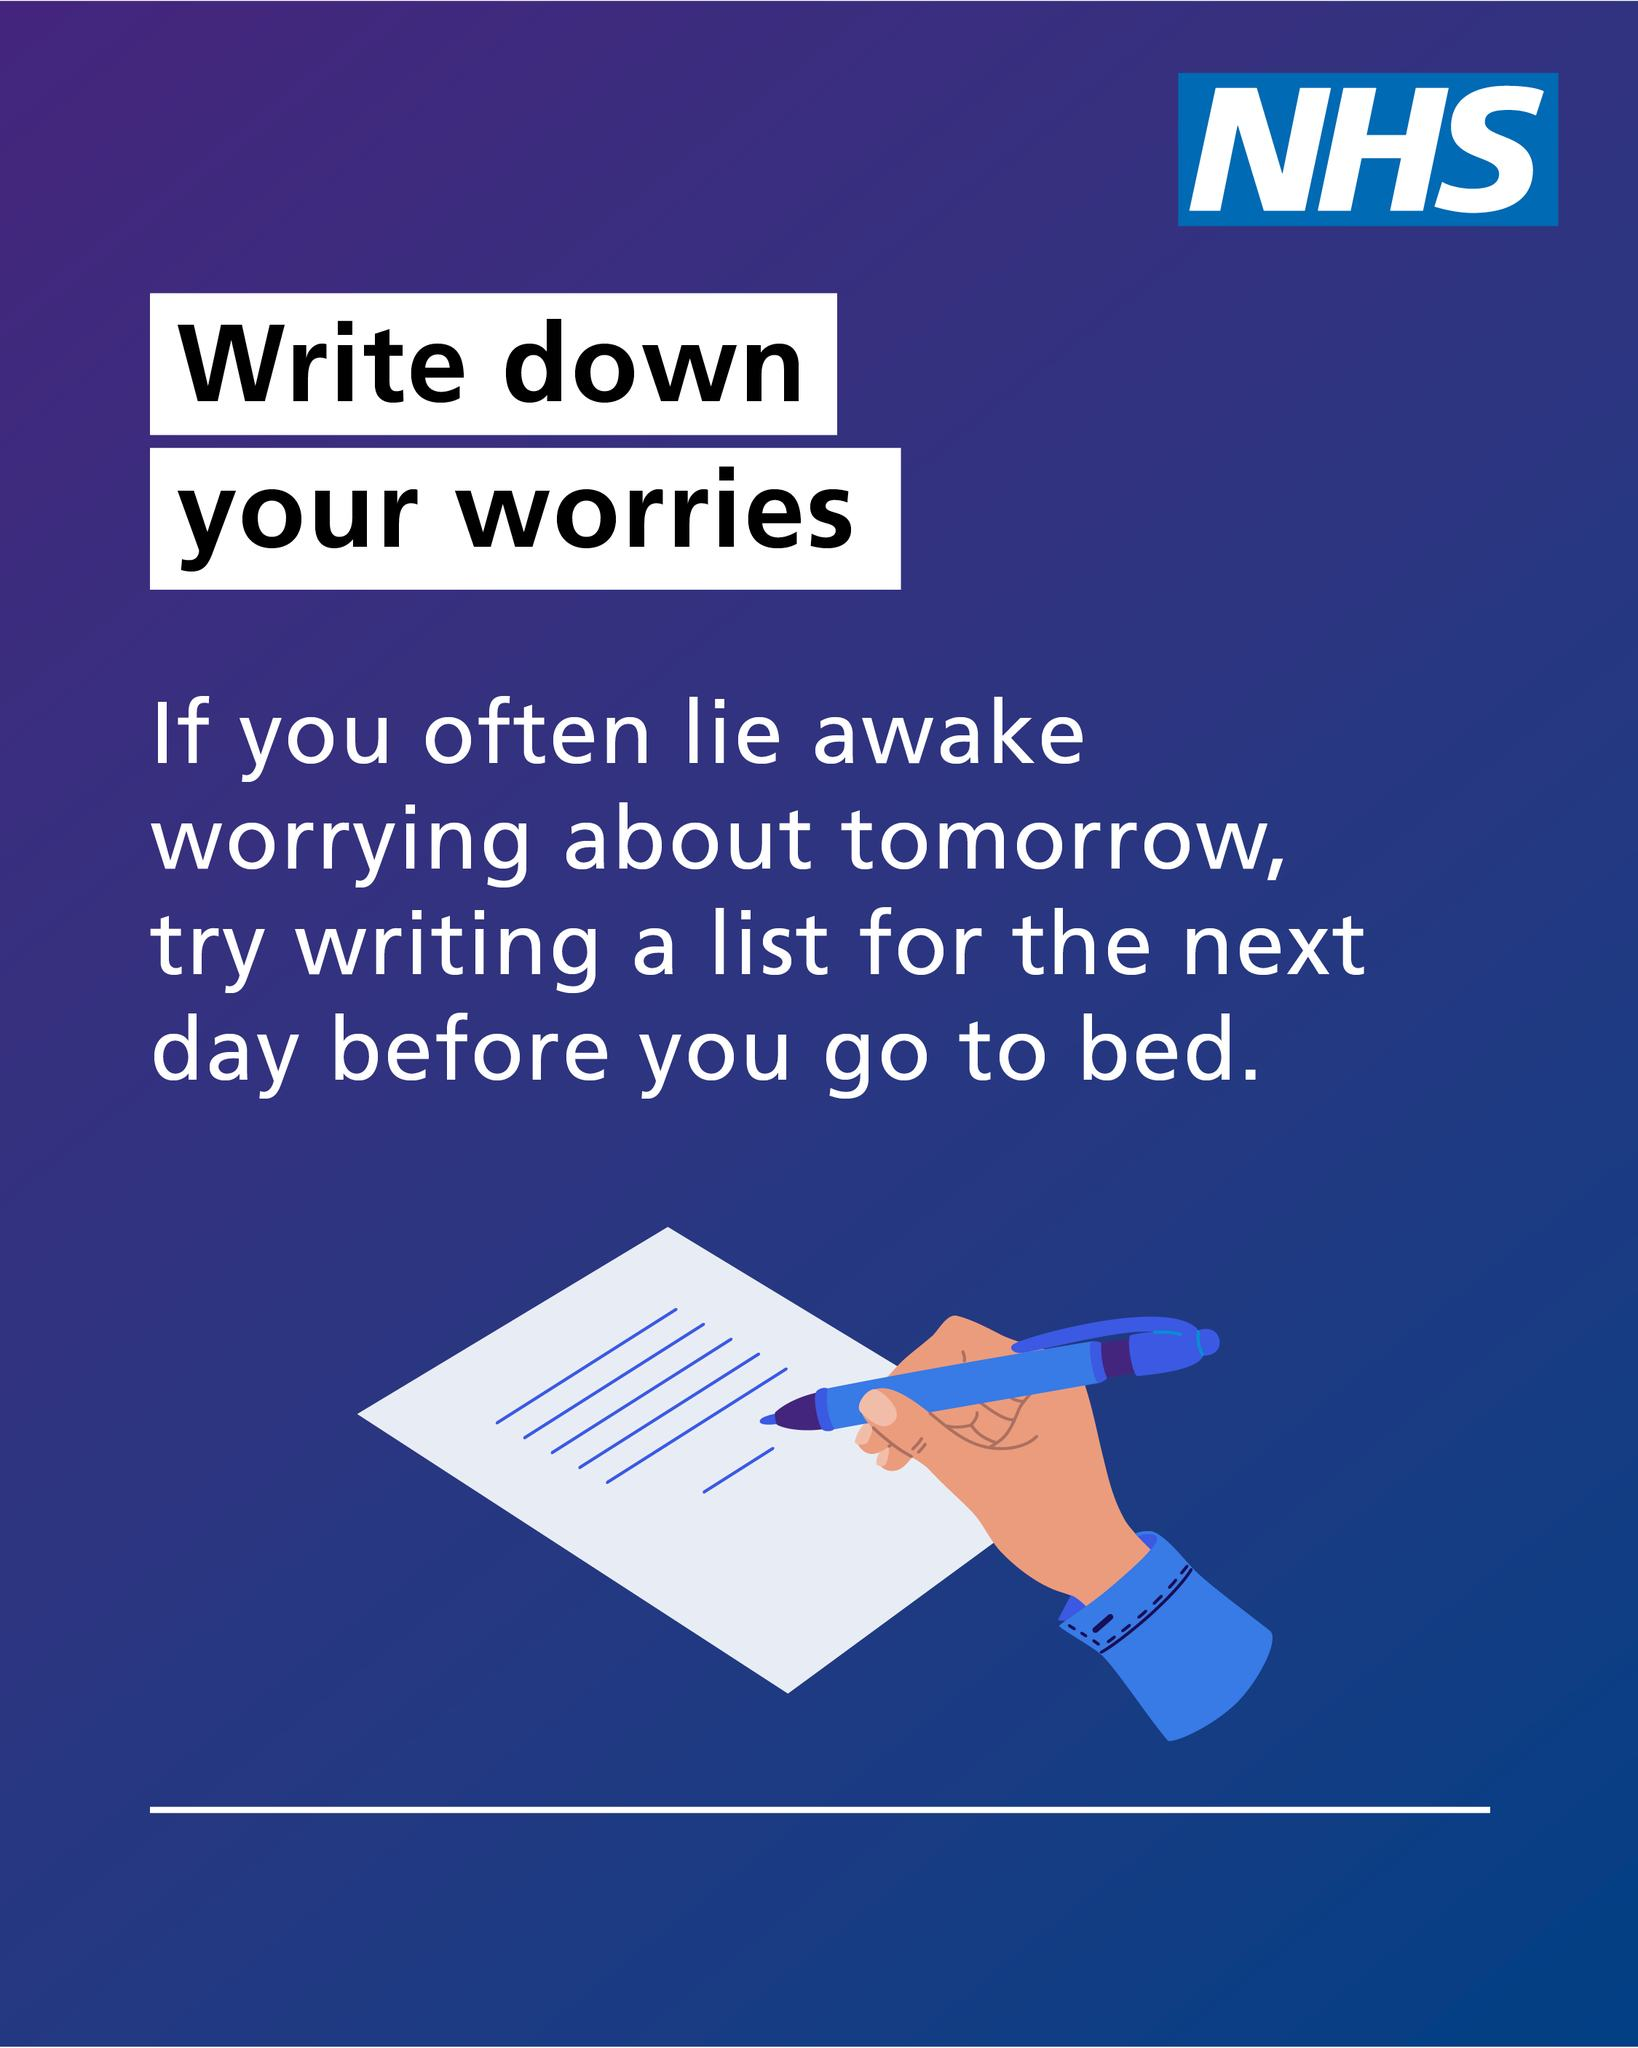 NHS
Write down
your worries
If you often lie awake
worrying about tomorrow,
try writing a list for the next
day before you go to bed.